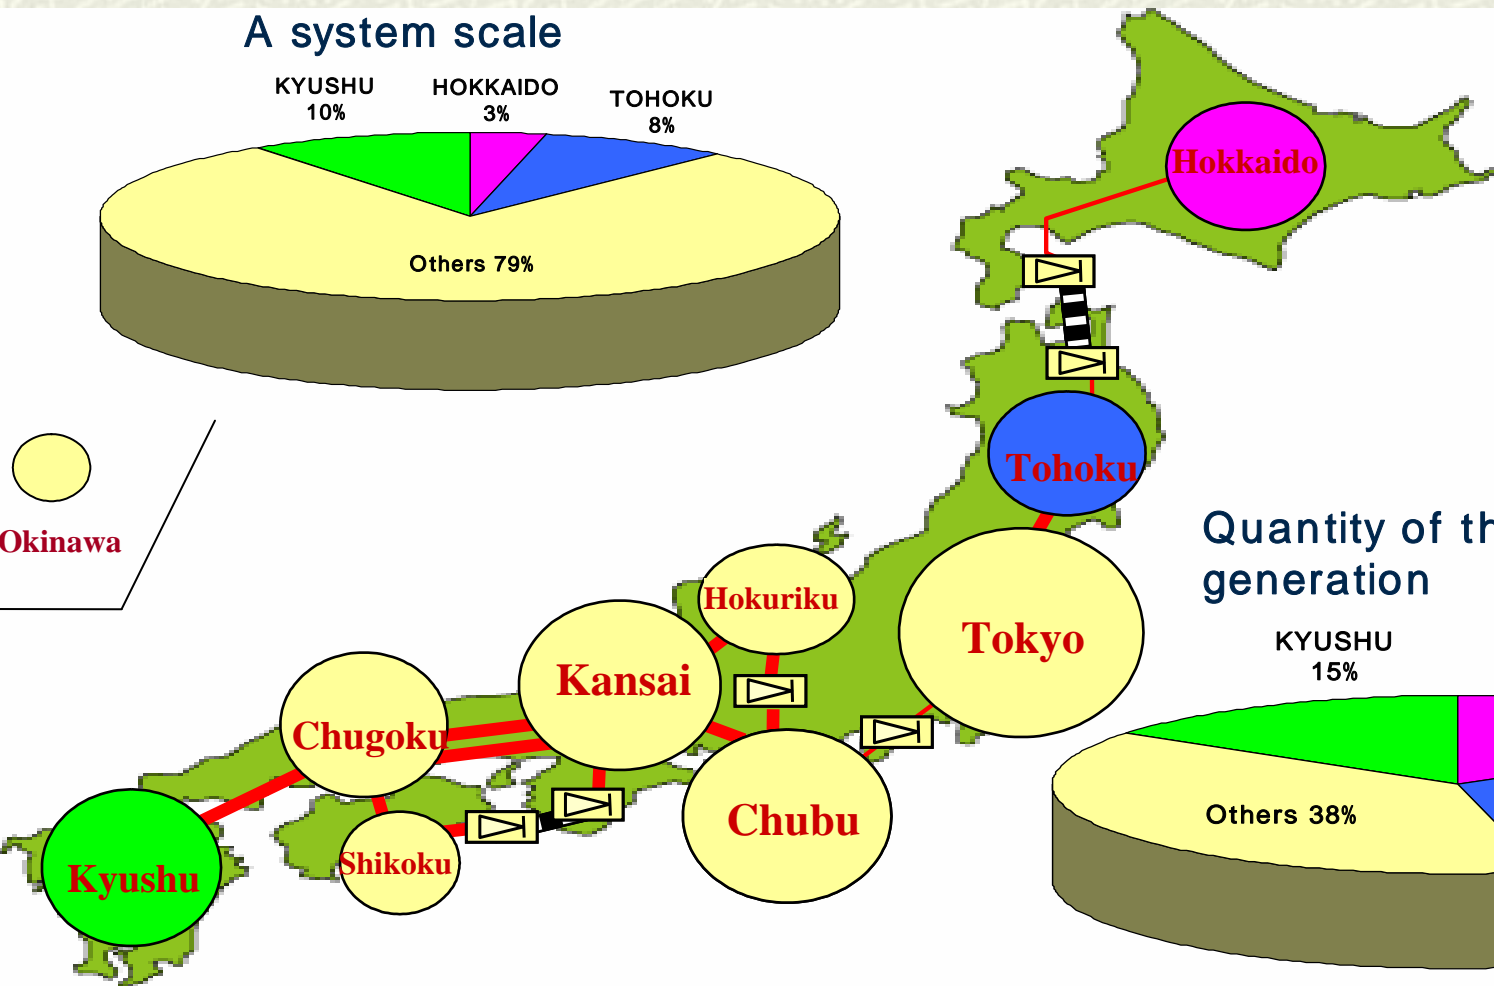 A system scale
KYUSHU
10%
HOKKAIDO
3%
TOHOKU
8%
Others 79%
Hokkaido
Tohoku
Okinawa
Quantity of
generation
Hokuriku
Tokyo
Kansai
KYUSHU
15%
Chugoku
Chubu
Others 38%
Shikoku
Kyushu